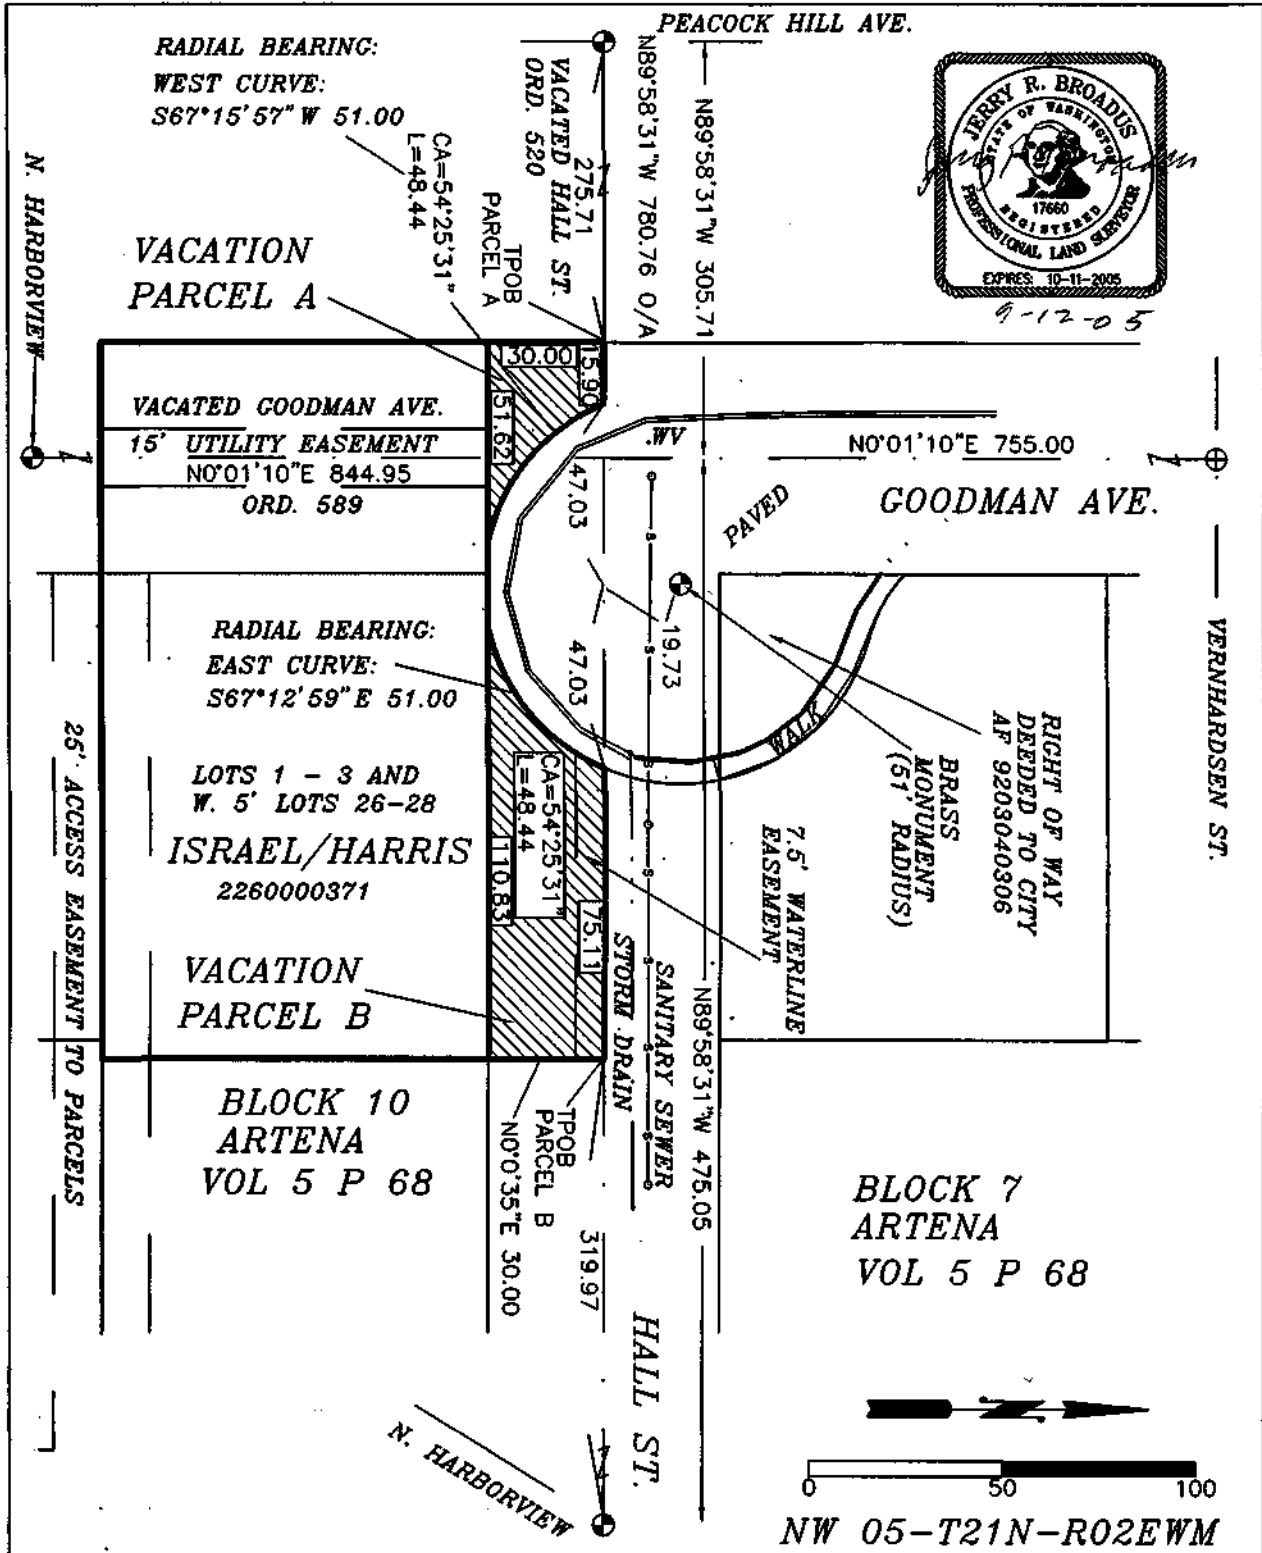 PEACOCK HILL AVE.
RADIAL BEARING:
WEST CURVE:
S67°15'57" W 51.00
CA=54°25'31"
L=48.44
VACATED HALL ST.
ORD. 520
275.71
N89°58'31"W 780.76 O/A
N89°58'31"W 305.71
JERRY R. BROADUS
STATE OF WASHINGTON
17660
REGISTERED
PROFESSIONAL LAND SURVEYOR
EXPIRES: 10-11-2005
9-12-05
N. HARBORVIEW
VACATION
PARCEL A
TPOB
PARCEL A
30.00
15.90
51.62
VACATED GOODMAN AVE.
15' UTILITY EASEMENT
N0°01'10"E 844.95
ORD. 589
.WV
N0°01'10"E 755.00
GOODMAN AVE.
PAVED
47.03
47.03
19.73
RADIAL BEARING:
EAST CURVE:
S67°12'59" E 51.00
VERNHARDSEN ST.
WALK
RIGHT OF WAY
DEEDED TO CITY
AF 9203040306
BRASS
MONUMENT
(51' RADIUS)
7.5' WATERLINE
EASEMENT
25' ACCESS EASEMENT TO PARCELS
LOTS 1 - 3 AND
W. 5' LOTS 26-28
ISRAEL/HARRIS
2260000371
CA=54°25'31"
L=48.44
110.83
75.11
VACATION
PARCEL B
STORM DRAIN
SANITARY SEWER
S
S
S
S
S
S
N89°58'31"W 475.05
BLOCK 10
ARTENA
VOL 5 P 68
TPOB
PARCEL B
N0°0'35"E 30.00
319.97
HALL ST.
BLOCK 7
ARTENA
VOL 5 P 68
N. HARBORVIEW
0 50 100
NW 05-T21N-R02EWM